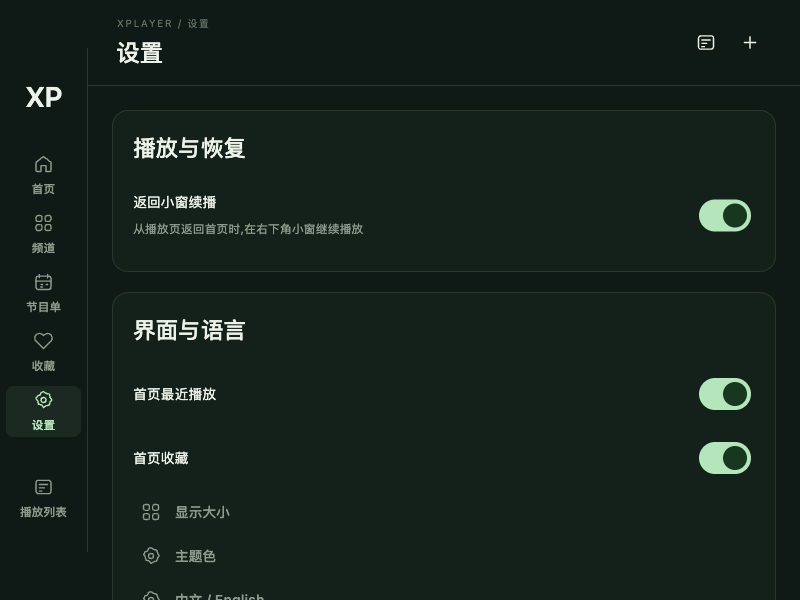 XPLAYER / 设置
设置
XP
首页
频道
节目单
收藏
设置
播放列表
播放与恢复
返回小窗续播
从播放页返回首页时,在右下角小窗继续播放
界面与语言
首页最近播放
首页收藏
显示大小
主题色
中文 / English